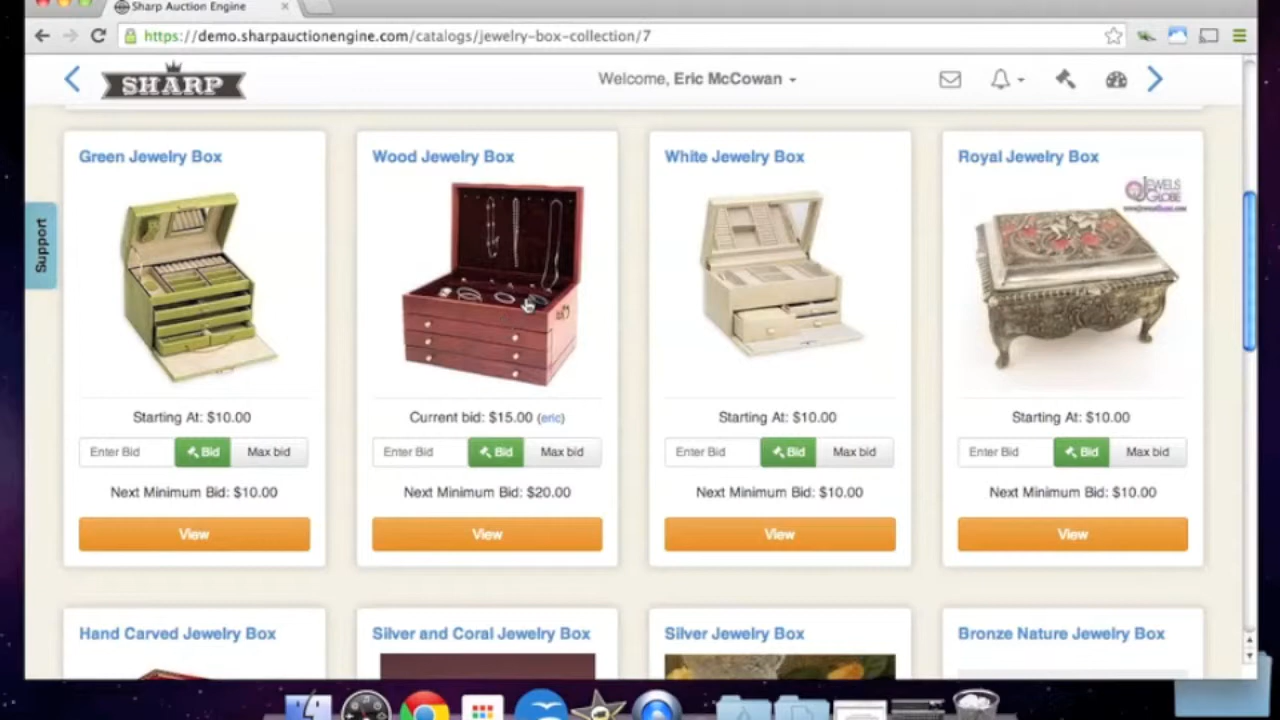 Sharp Auction Engine
https://demo.sharpauctionengine.com/catalogs/jewelry-box-collection/7
SHARP
Welcome, Eric McCowan
Support
Green Jewelry Box
Wood Jewelry Box
White Jewelry Box
Royal Jewelry Box
JEWELS
GLOBE
Starting At: $10.00
Current bid: $15.00 (eric)
Starting At: $10.00
Starting At: $10.00
Enter Bid Bid Max bid
Enter Bid Bid Max bid
Enter Bid Bid Max bid
Enter Bid Bid Max bid
Next Minimum Bid: $10.00
Next Minimum Bid: $20.00
Next Minimum Bid: $10.00
Next Minimum Bid: $10.00
View
View
View
View
Hand Carved Jewelry Box
Silver and Coral Jewelry Box
Silver Jewelry Box
Bronze Nature Jewelry Box